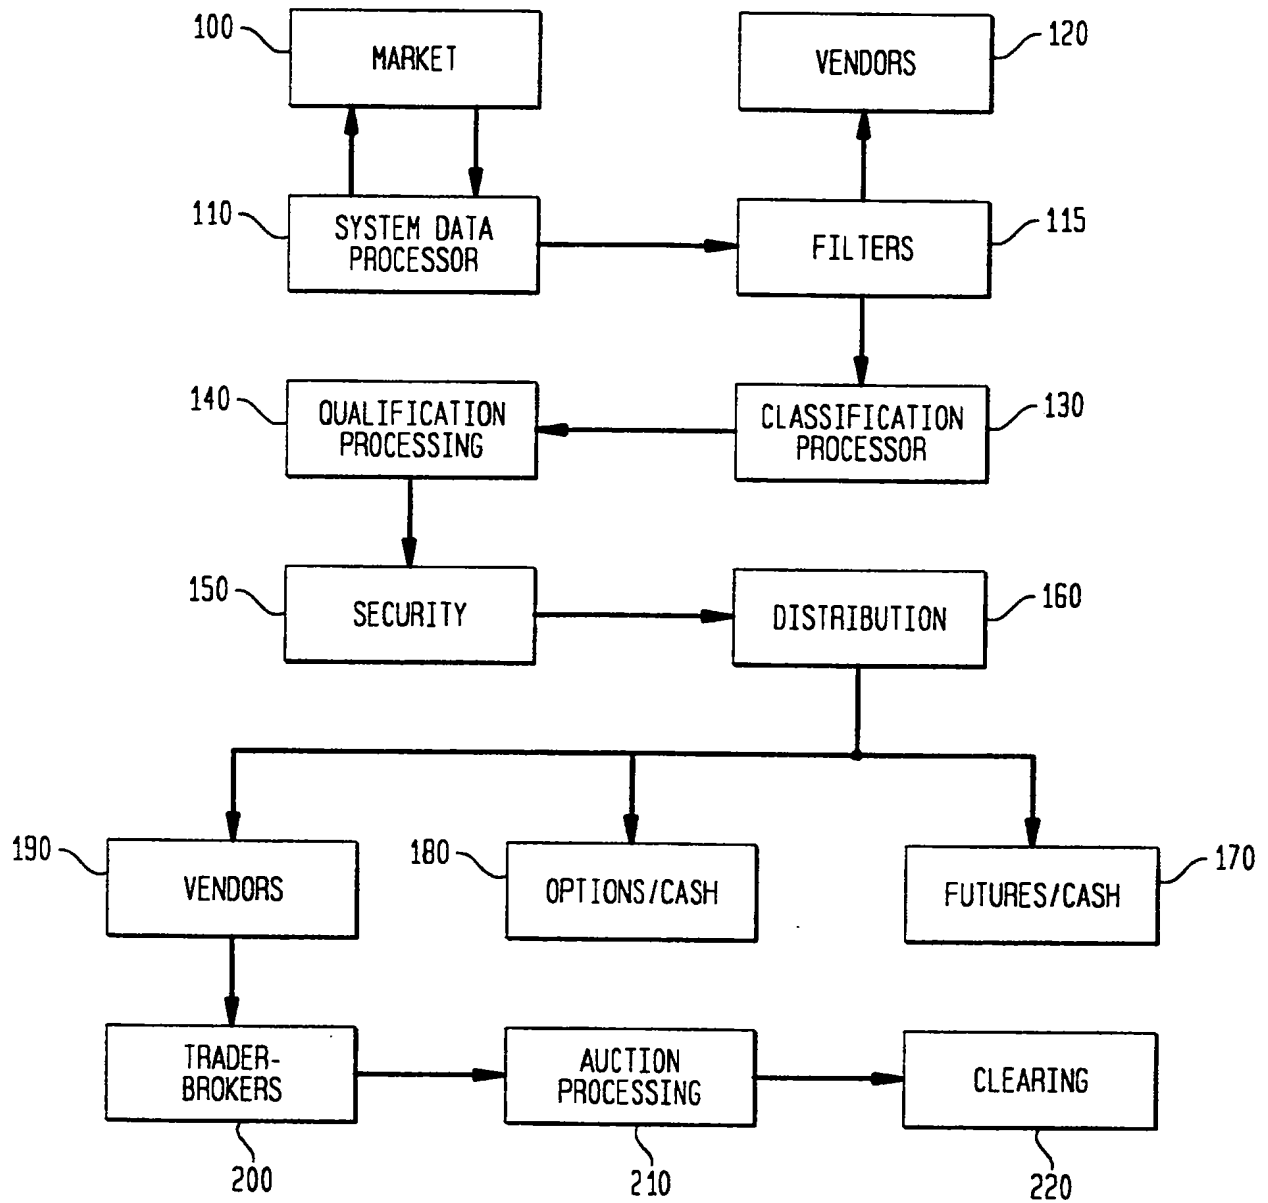 100
MARKET
VENDORS
120
110
SYSTEM DATA
PROCESSOR
FILTERS
115
140
QUALIFICATION
PROCESSING
CLASSIFICATION
PROCESSOR
130
150
SECURITY
DISTRIBUTION
160
190
VENDORS
180
OPTIONS/CASH
FUTURES/CASH
170
TRADER-
BROKERS
AUCTION
PROCESSING
CLEARING
200
210
220